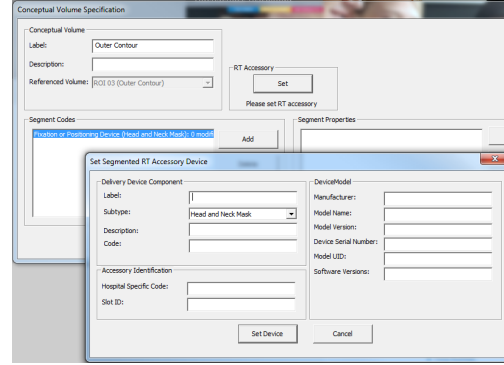 Conceptual Volume Specification
Conceptual Volume
Label: Outer Contour
Description:
Referenced Volume: ROI 03 (Outer Contour)
RT Accessory
Set
Please set RT accessory
Segment Codes
Fixation or Positioning Device (Head and Neck Mask): 0 modifi
Add
Segment Properties
Set Segmented RT Accessory Device
Delivery Device Component
Label:
Subtype: Head and Neck Mask
Description:
Code:
Accessory Identification
Hospital Specific Code:
Slot ID:
DeviceModel
Manufacturer:
Model Name:
Model Version:
Device Serial Number:
Model UID:
Software Versions:
Set Device
Cancel